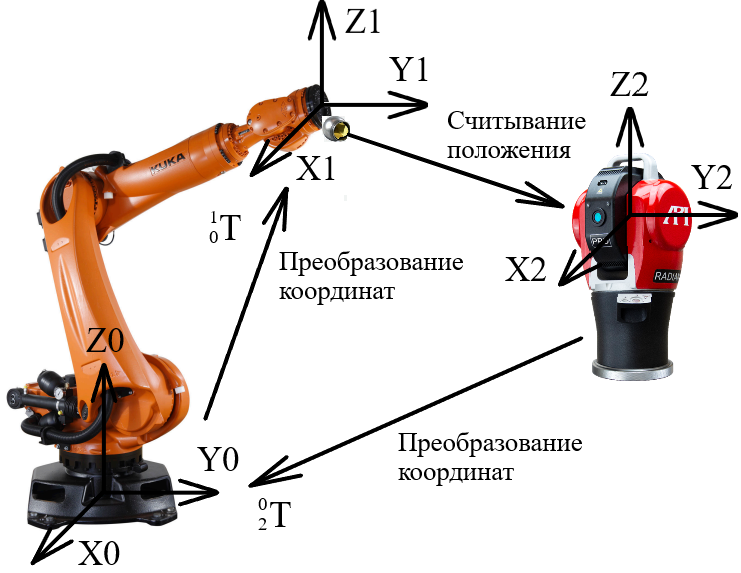 Z1
Y1
X1
Считывание
положения
Z2
Y2
X2
KUKA
API
RADIAN
1
0T
Преобразование
координат
Z0
Y0
X0
Преобразование
координат
0
2T